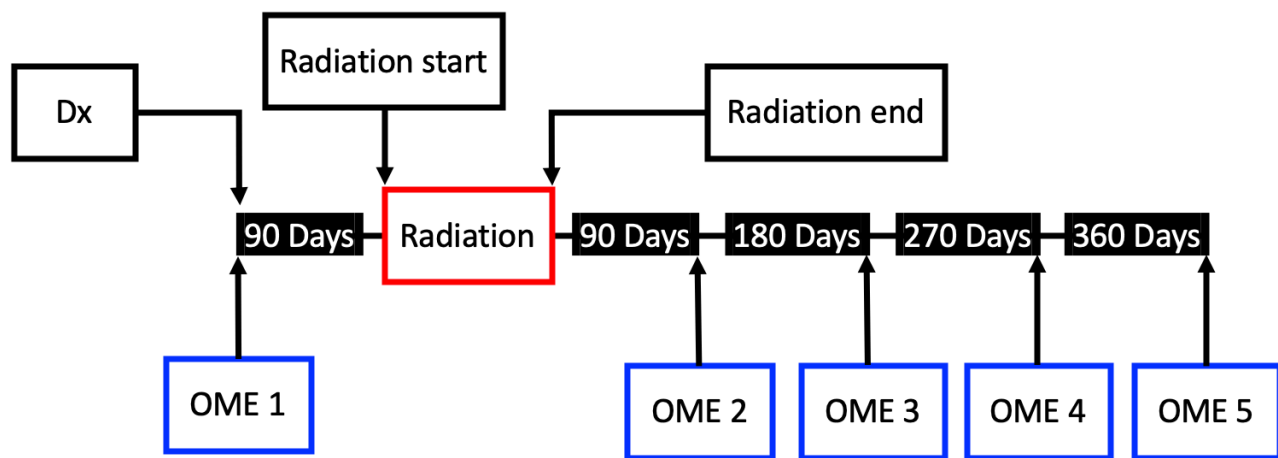 Radiation start
Dx
Radiation end
90 Days
Radiation
90 Days
180 Days
270 Days
360 Days
OME 1
OME 2
OME 3
OME 4
OME 5